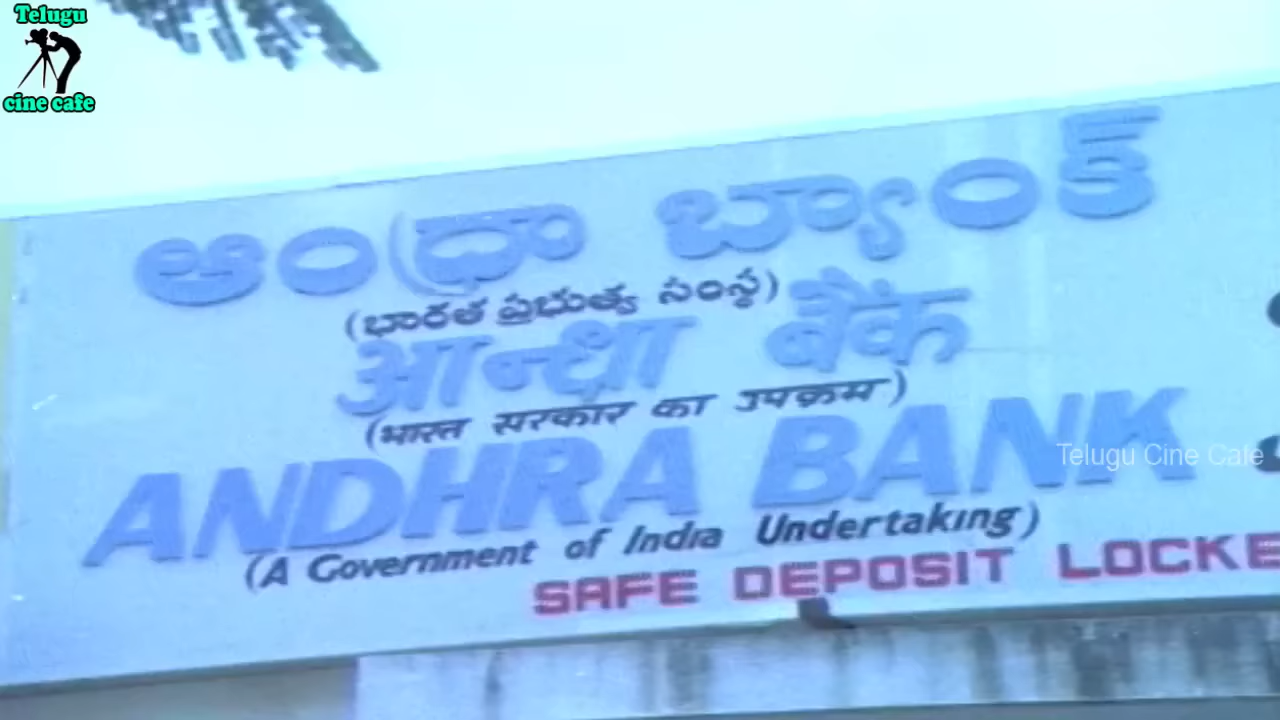 Telugu
cine cafe
ఆంధ్రా బ్యాంక్
(భారత ప్రభుత్వ సంస్థ)
आन्ध्रा बैंक
(भारत सरकार का उपक्रम)
ANDHRA BANK
Telugu Cine Cafe
(A Government of India Undertaking)
SAFE DEPOSIT LOCKE